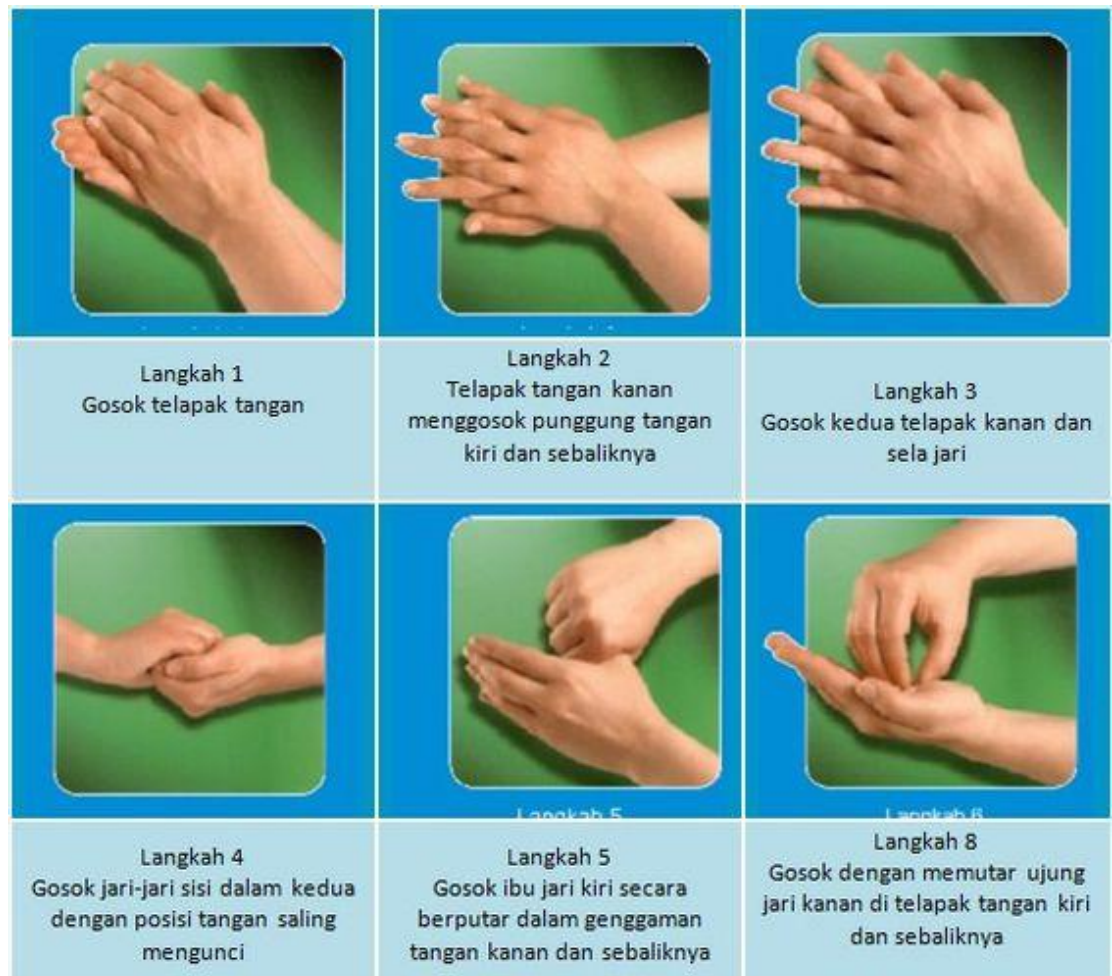 Langkah 1
Gosok telapak tangan
Langkah 2
Telapak tangan kanan
menggosok punggung tangan
kiri dan sebaliknya
Langkah 3
Gosok kedua telapak kanan dan
sela jari
Langkah 5
Langkah 6
Langkah 4
Gosok jari-jari sisi dalam kedua
dengan posisi tangan saling
mengunci
Langkah 5
Gosok ibu jari kiri secara
berputar dalam genggaman
tangan kanan dan sebaliknya
Langkah 8
Gosok dengan memutar ujung
jari kanan di telapak tangan kiri
dan sebaliknya